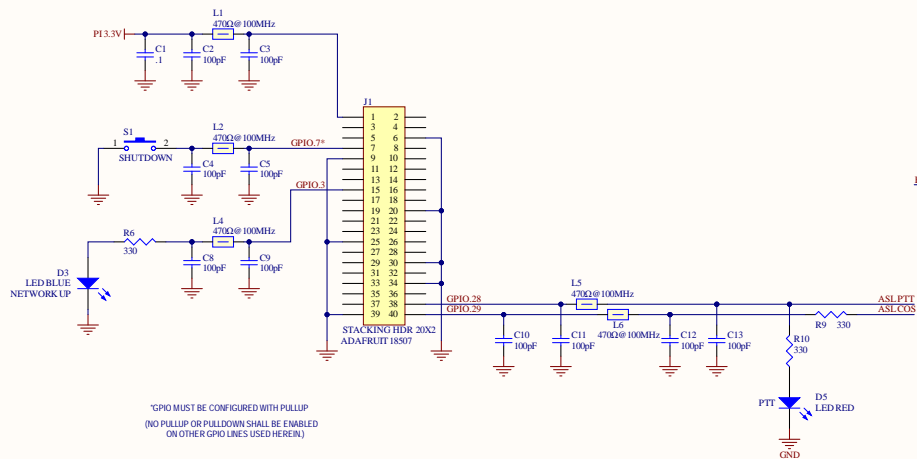 L1
470Ω@100MHz
PI 3.3V
C1
.1
C2
100pF
C3
100pF
J1
1 2
3 4
5 6
7 8
9 10
11 12
13 14
15 16
17 18
19 20
21 22
23 24
25 26
27 28
29 30
31 32
33 34
35 36
37 38
39 40
STACKING HDR 20X2
ADAFRUIT 18507
S1
1 2
SHUTDOWN
L2
470Ω@100MHz
GPIO.7*
C4
100pF
C5
100pF
GPIO.3
L4
470Ω@100MHz
R6
330
C8
100pF
C9
100pF
D3
LED BLUE
NETWORK UP
GPIO.28
GPIO.29
L5
470Ω@100MHz
L6
470Ω@100MHz
ASL PTT
ASL COS
R9 330
C10
100pF
C11
100pF
C12
100pF
C13
100pF
R10
330
PTT
D5
LED RED
GND
*GPIO MUST BE CONFIGURED WITH PULLUP
(NO PULLUP OR PULLDOWN SHALL BE ENABLED
ON OTHER GPIO LINES USED HEREIN.)